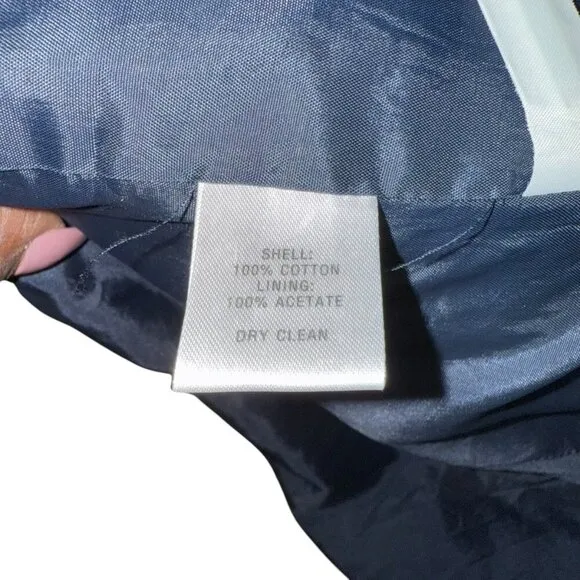 SHELL:
100% COTTON
LINING:
100% ACETATE
DRY CLEAN